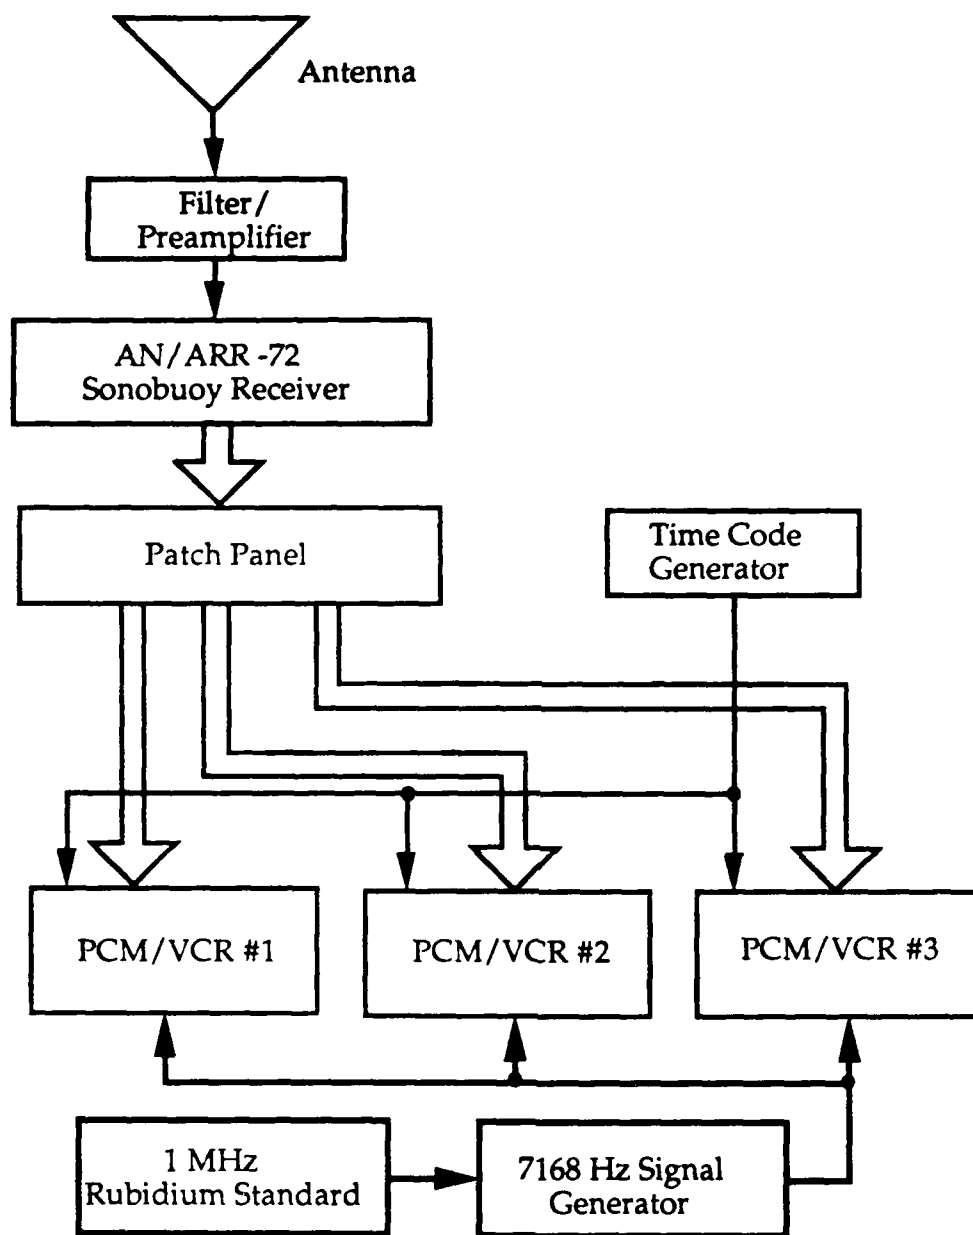 Antenna
Filter/
Preamplifier
AN/ARR -72
Sonobuoy Receiver
Patch Panel
Time Code
Generator
PCM/VCR #1
PCM/VCR #2
PCM/VCR #3
1 MHz
Rubidium Standard
7168 Hz Signal
Generator